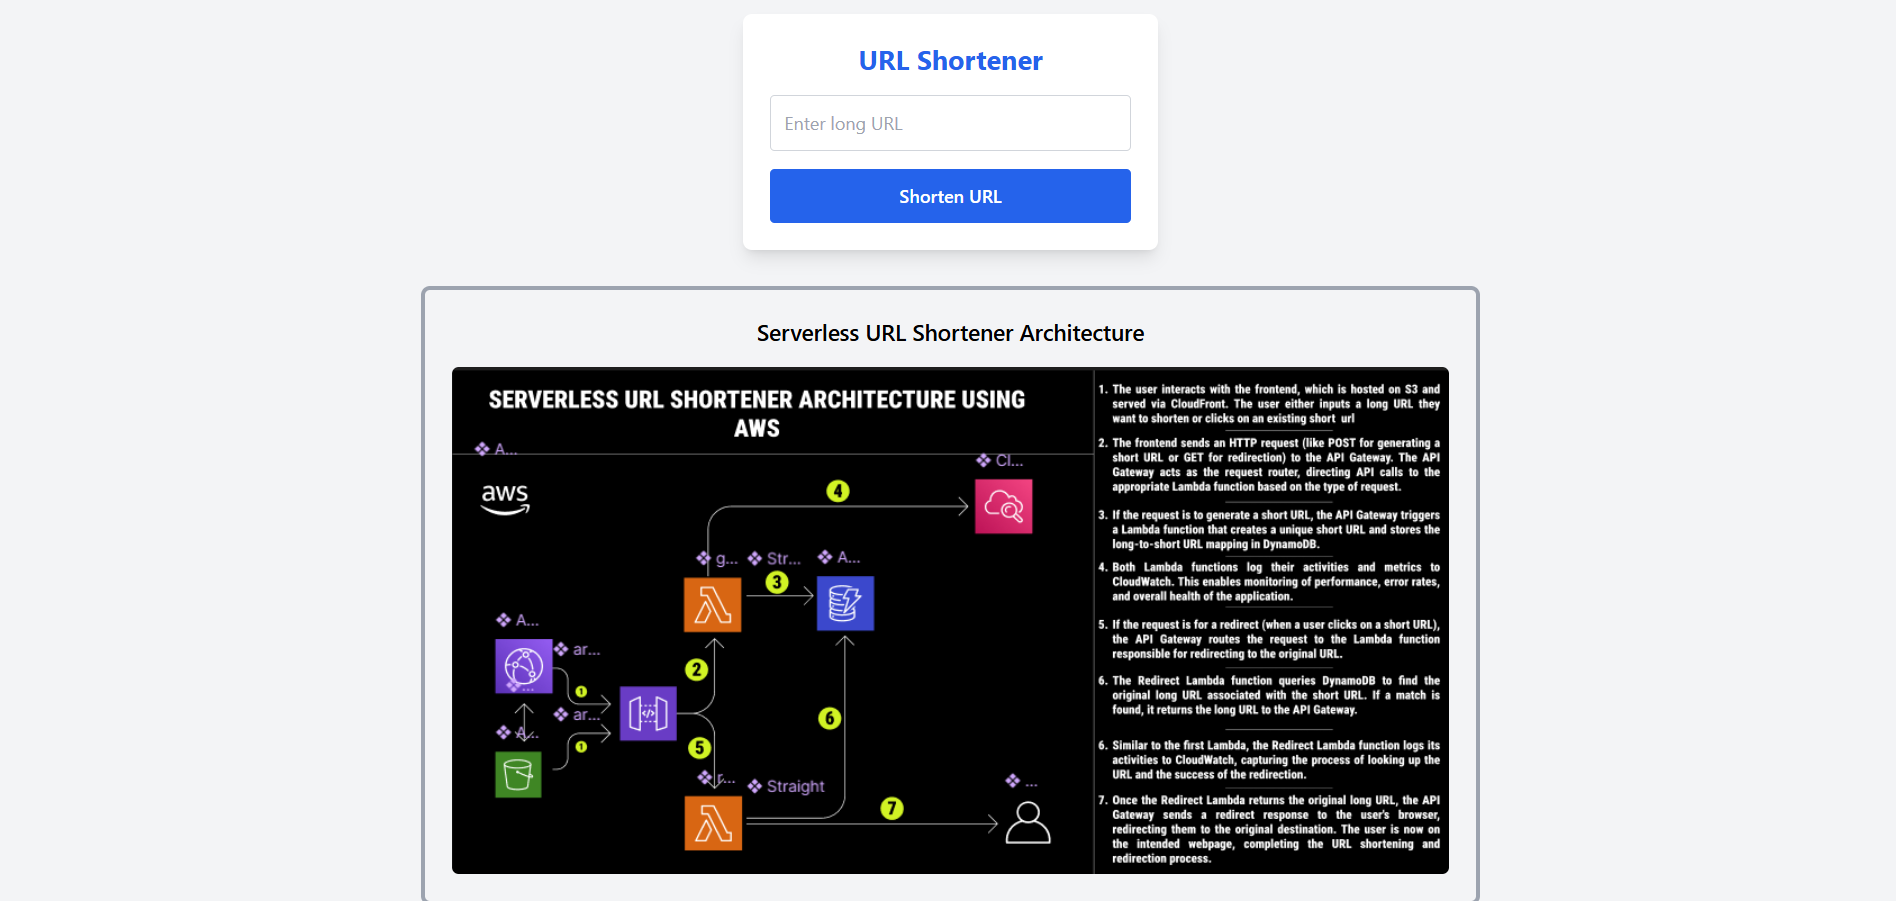 URL Shortener
Enter long URL
Shorten URL
Serverless URL Shortener Architecture
SERVERLESS URL SHORTENER ARCHITECTURE USING
AWS
A...
aws
Cl...
4
g...
Str...
A...
3
A...
ar...
2
1
...
ar...
A...
1
6
5
r...
Straight
7
...
1. The user interacts with the frontend, which is hosted on S3 and
served via CloudFront. The user either inputs a long URL they
want to shorten or clicks on an existing short url
2. The frontend sends an HTTP request (like POST for generating a
short URL or GET for redirection) to the API Gateway. The API
Gateway acts as the request router, directing API calls to the
appropriate Lambda function based on the type of request.
3. If the request is to generate a short URL, the API Gateway triggers
a Lambda function that creates a unique short URL and stores the
long-to-short URL mapping in DynamoDB.
4. Both Lambda functions log their activities and metrics to
CloudWatch. This enables monitoring of performance, error rates,
and overall health of the application.
5. If the request is for a redirect (when a user clicks on a short URL),
the API Gateway routes the request to the Lambda function
responsible for redirecting to the original URL.
6. The Redirect Lambda function queries DynamoDB to find the
original long URL associated with the short URL. If a match is
found, it returns the long URL to the API Gateway.
6. Similar to the first Lambda, the Redirect Lambda function logs its
activities to CloudWatch, capturing the process of looking up the
URL and the success of the redirection.
7. Once the Redirect Lambda returns the original long URL, the API
Gateway sends a redirect response to the user's browser,
redirecting them to the original destination. The user is now on
the intended webpage, completing the URL shortening and
redirection process.